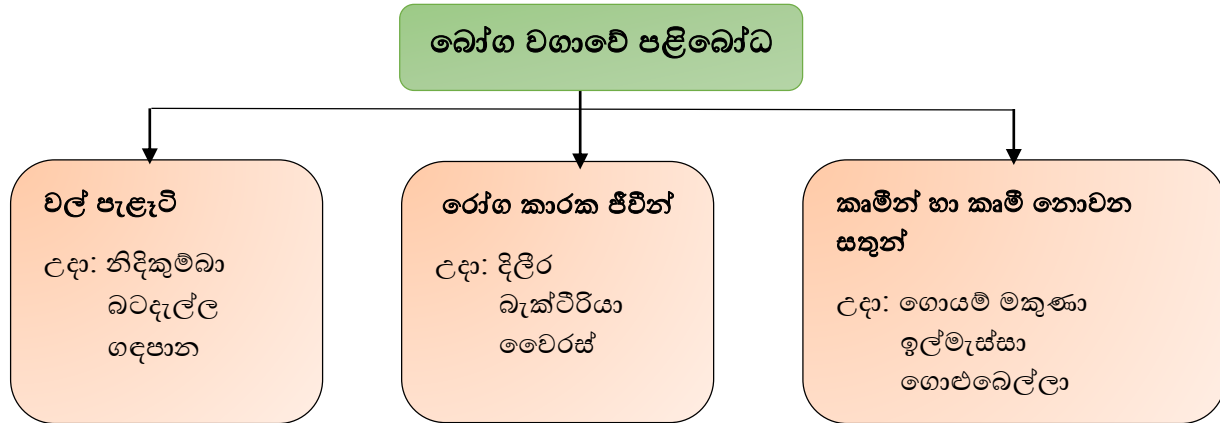 බෝග වගාවේ පළිබෝධ
වල් පැළෑටි
උදා: නිදිකුම්බා
බටදැල්ල
ගඳපාන
රෝග කාරක ජීවීන්
උදා: දිලීර
බැක්ටීරියා
වෛරස්
කෘමීන් හා කෘමී නොවන
සතුන්
උදා: ගොයම් මකුණා
ඉල්මැස්සා
ගොළුබෙල්ලා